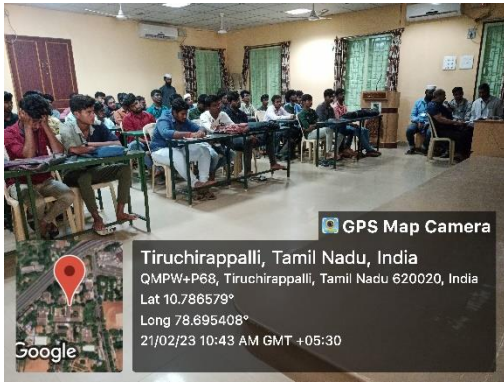 GPS Map Camera
Tiruchirappalli, Tamil Nadu, India
QMPW+P68, Tiruchirappalli, Tamil Nadu 620020, India
Lat 10.786579°
Long 78.695408°
21/02/23 10:43 AM GMT +05:30
Google